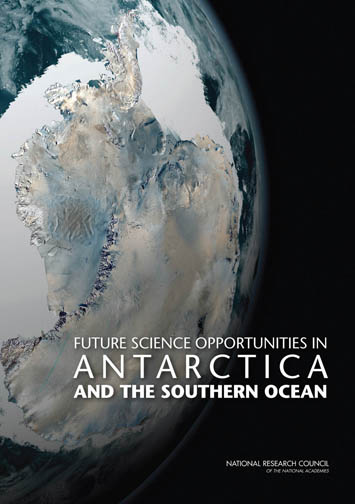 FUTURE SCIENCE OPPORTUNITIES IN
ANTARCTICA
AND THE SOUTHERN OCEAN
NATIONAL RESEARCH COUNCIL
OF THE NATIONAL ACADEMIES